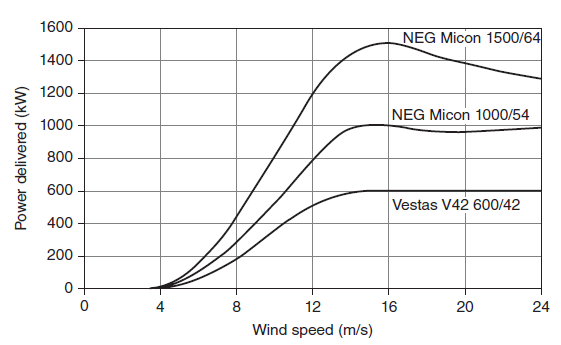 1600
NEG Micon 1500/64
1400
1200
NEG Micon 1000/54
1000
800
600
Vestas V42 600/42
400
200
0
0 4 8 12 16 20 24
Power delivered (kW)
Wind speed (m/s)